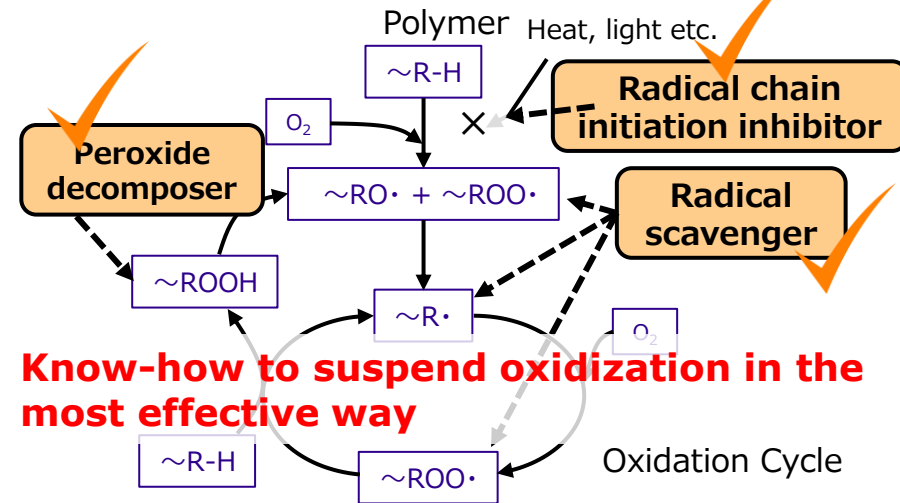 Polymer
Heat, light etc.
～R-H
Radical chain
initiation inhibitor
O₂
×
Peroxide
decomposer
～RO・ + ～ROO・
Radical
scavenger
～ROOH
～R・
O₂
Know-how to suspend oxidization in the
most effective way
～R-H
～ROO・
Oxidation Cycle